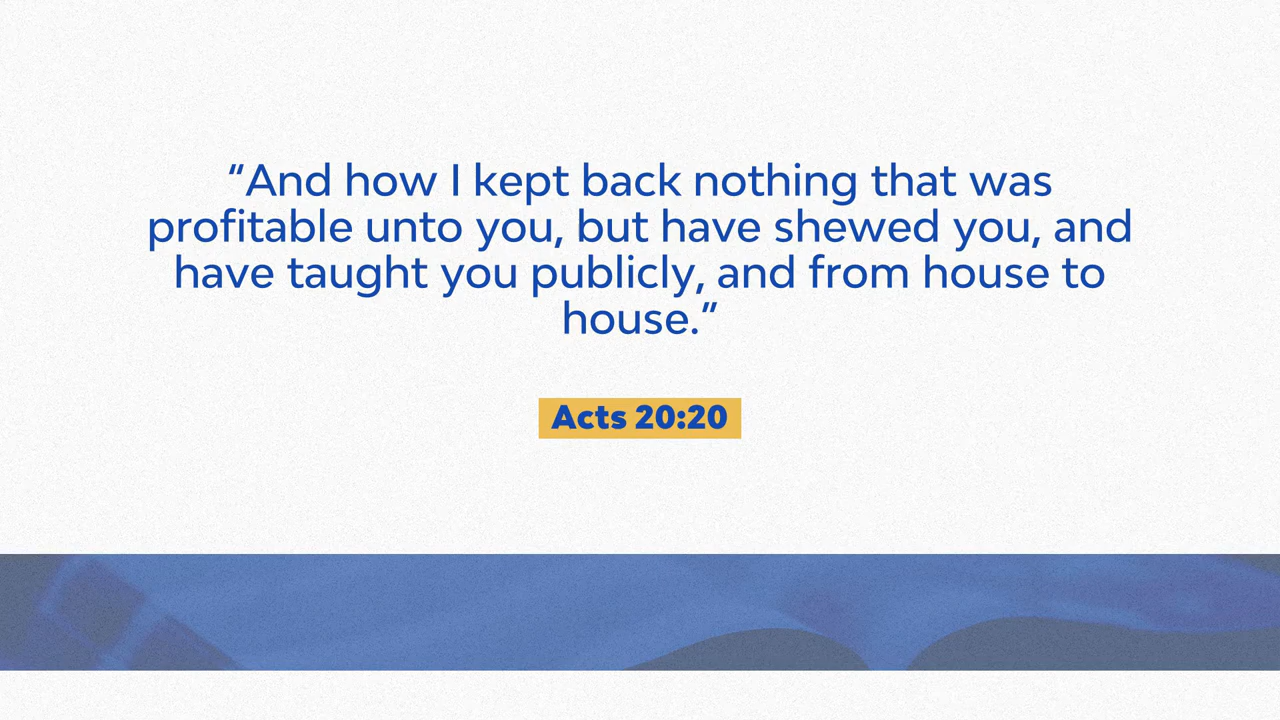 “And how I kept back nothing that was
profitable unto you, but have shewed you, and
have taught you publicly, and from house to
house.”
Acts 20:20